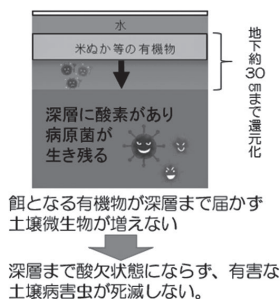 水
米ぬか等の有機物
深層に酸素があり
病原菌が
生き残る
地下約30㎝まで還元化
餌となる有機物が深層まで届かず
土壌微生物が増えない
深層まで酸欠状態にならず、有害な
土壌病害虫が死滅しない。